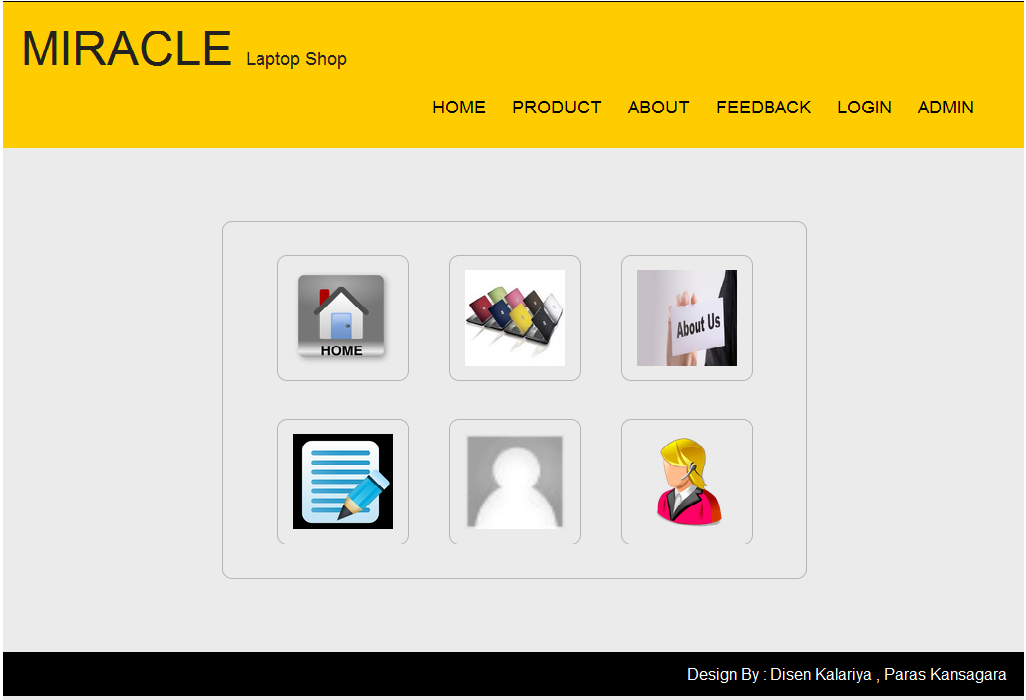 MIRACLE Laptop Shop
HOME PRODUCT ABOUT FEEDBACK LOGIN ADMIN
HOME
About Us
Design By : Disen Kalariya , Paras Kansagara